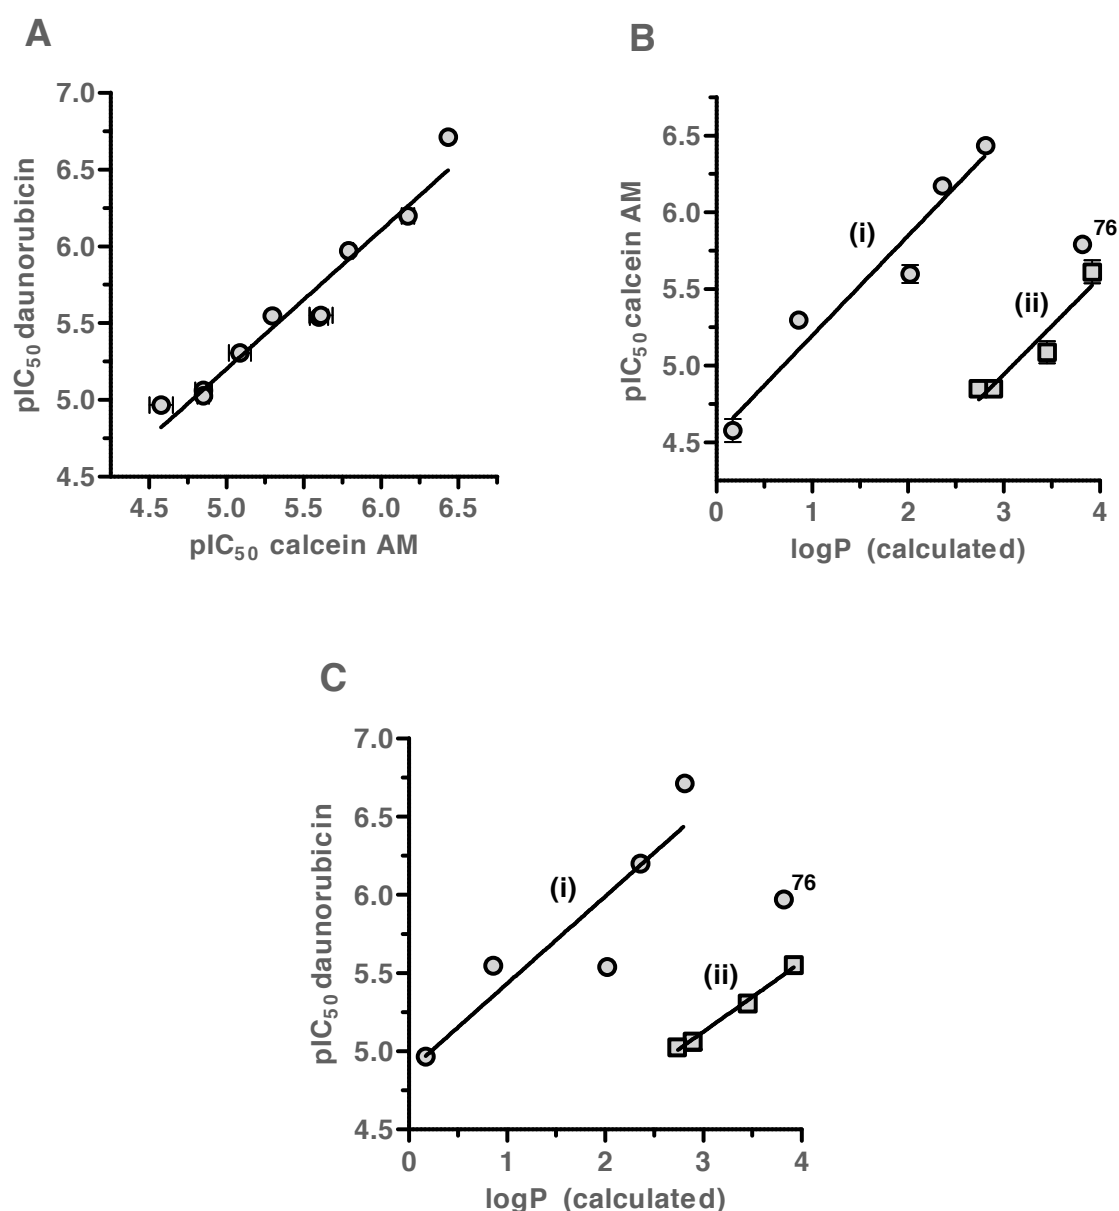 A
7.0
6.5
6.0
5.5
5.0
4.5
pIC50 daunorubicin
4.5 5.0 5.5 6.0 6.5
pIC50 calcein AM
B
6.5
6.0
5.5
5.0
4.5
pIC50 calcein AM
(i)
76
(ii)
0 1 2 3 4
logP (calculated)
C
7.0
6.5
6.0
5.5
5.0
4.5
pIC50 daunorubicin
(i)
76
(ii)
0 1 2 3 4
logP (calculated)